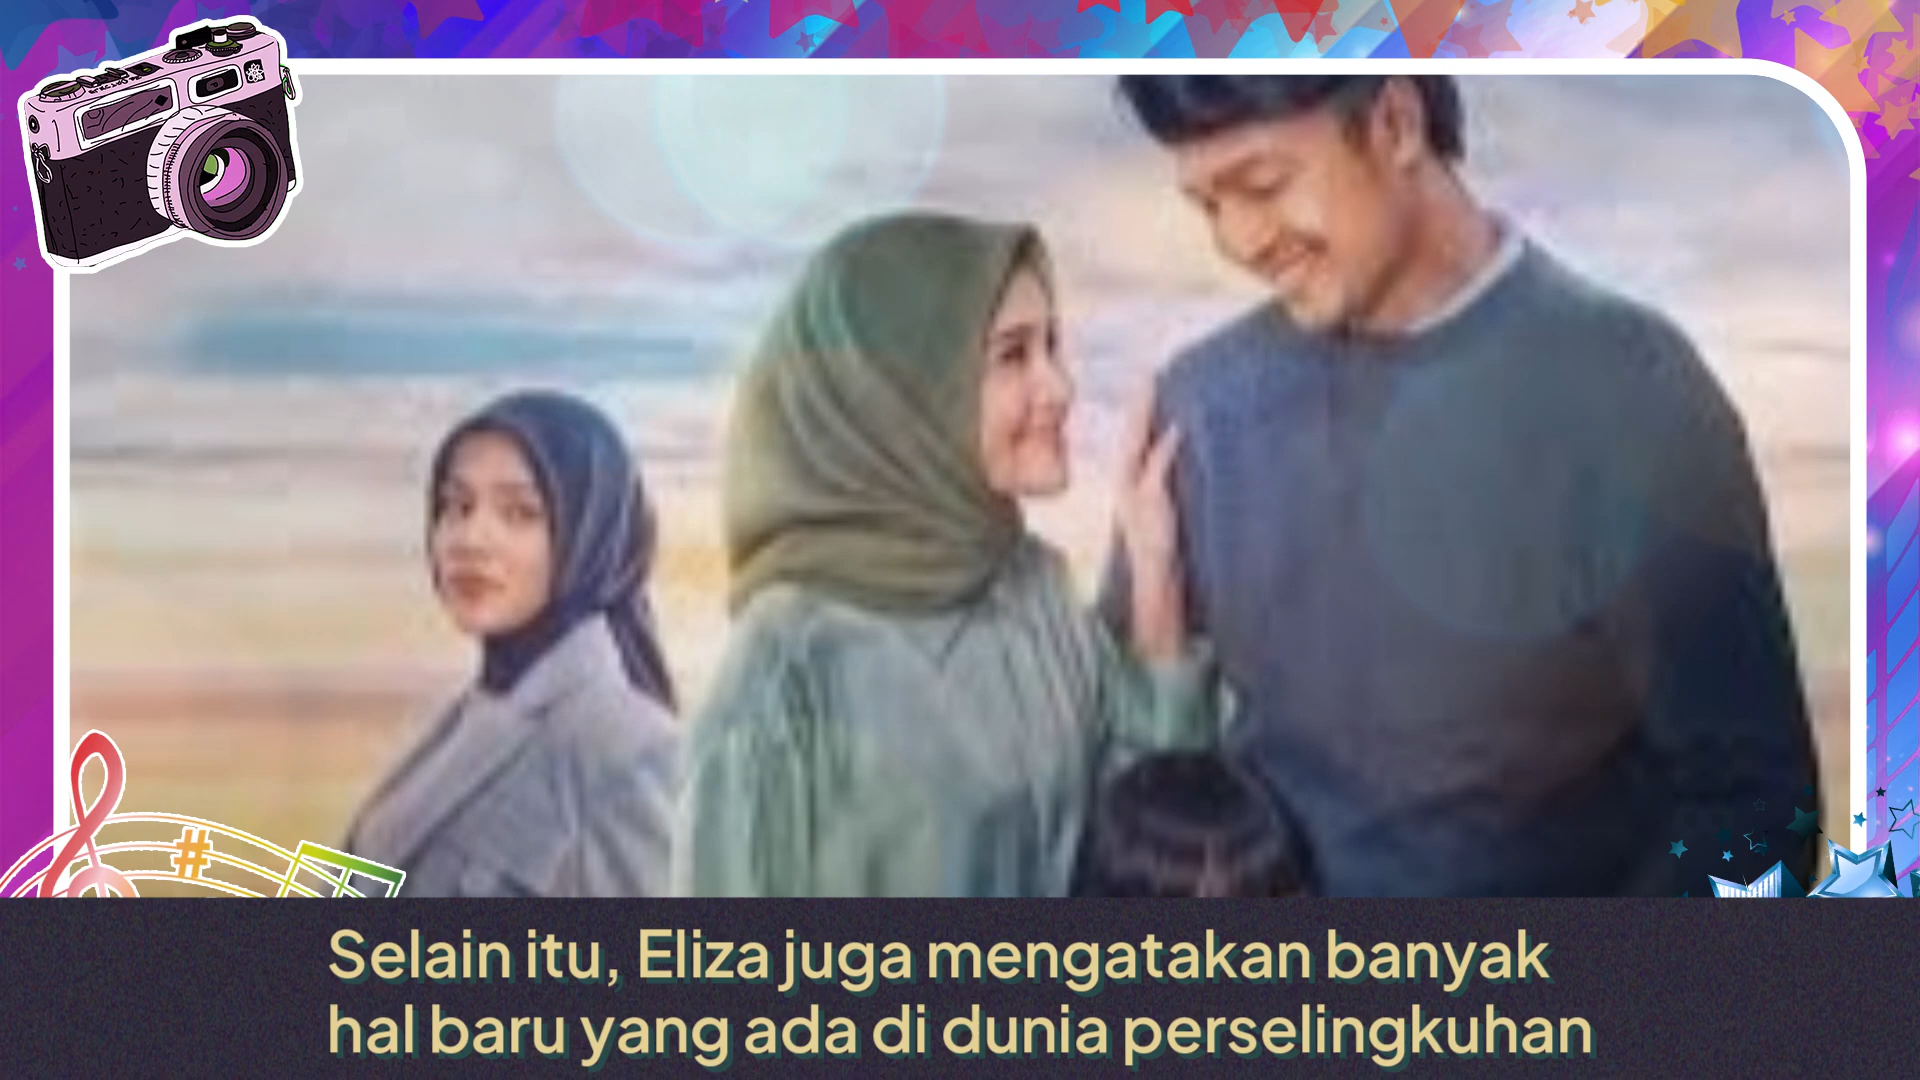 Selain itu, Eliza juga mengatakan banyak
hal baru yang ada di dunia perselingkuhan